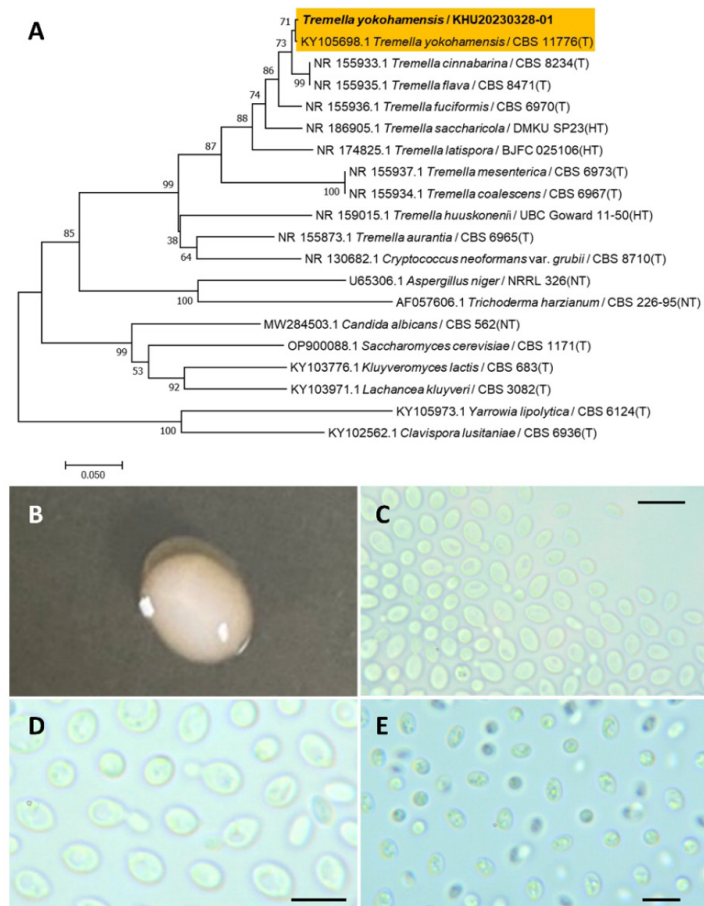 A
71
Tremella yokohamensis / KHU20230328-01
73
KY105698.1 Tremella yokohamensis / CBS 11776(T)
NR 155933.1 Tremella cinnabarina / CBS 8234(T)
86
99
NR 155935.1 Tremella flava / CBS 8471(T)
74
NR 155936.1 Tremella fuciformis / CBS 6970(T)
88
NR 186905.1 Tremella saccharicola / DMKU SP23(HT)
87
NR 174825.1 Tremella latispora / BJFC 025106(HT)
NR 155937.1 Tremella mesenterica / CBS 6973(T)
99
100
NR 155934.1 Tremella coalescens / CBS 6967(T)
NR 159015.1 Tremella huuskonenii / UBC Goward 11-50(HT)
85
38
NR 155873.1 Tremella aurantia / CBS 6965(T)
64
NR 130682.1 Cryptococcus neoformans var. grubii / CBS 8710(T)
U65306.1 Aspergillus niger / NRRL 326(NT)
100
AF057606.1 Trichoderma harzianum / CBS 226-95(NT)
MW284503.1 Candida albicans / CBS 562(NT)
99
OP900088.1 Saccharomyces cerevisiae / CBS 1171(T)
53
KY103776.1 Kluyveromyces lactis / CBS 683(T)
92
KY103971.1 Lachancea kluyveri / CBS 3082(T)
KY105973.1 Yarrowia lipolytica / CBS 6124(T)
100
KY102562.1 Clavispora lusitaniae / CBS 6936(T)
0.050
B
C
D
E